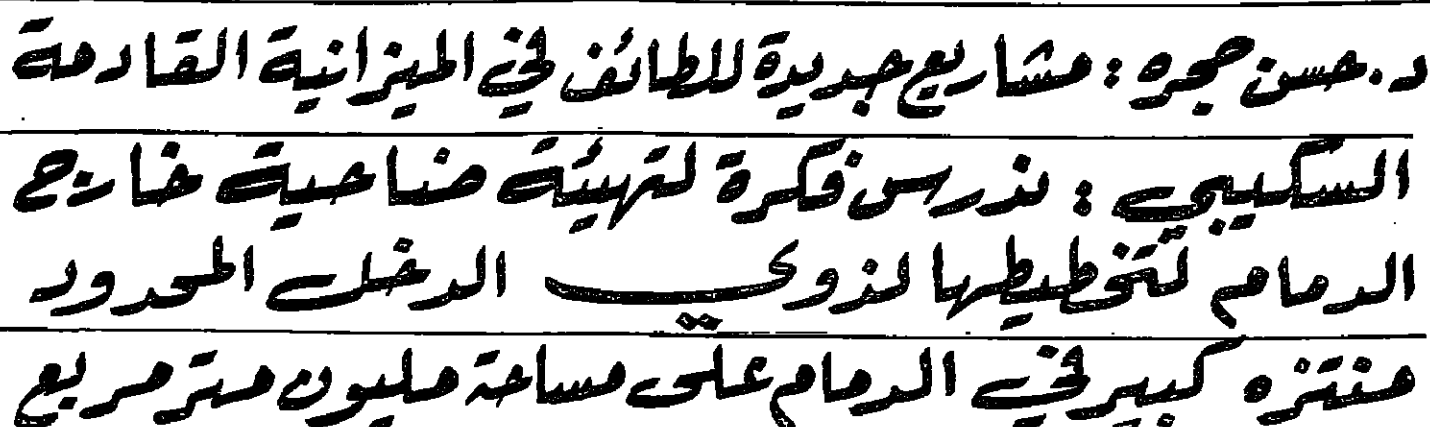 د. حسن حجره : مشاريع جديدة للطائف في الميزانية القادمة
السكيبي : ندرس فكرة لتهيئة ضاحية خارج
الدمام لتخطيطها لذوي الدخل المحدود
منتزه كبير في الدمام على مساحة مليون متر مربع